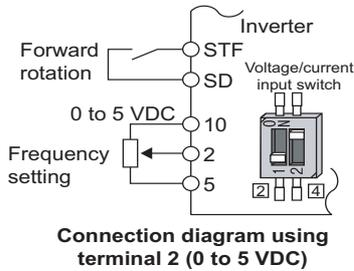 Inverter
Forward
rotation
STF
SD
Voltage/current
input switch
0 to 5 VDC
10
Frequency
setting
2
5
ON
1 2
2
4
Connection diagram using
terminal 2 (0 to 5 VDC)